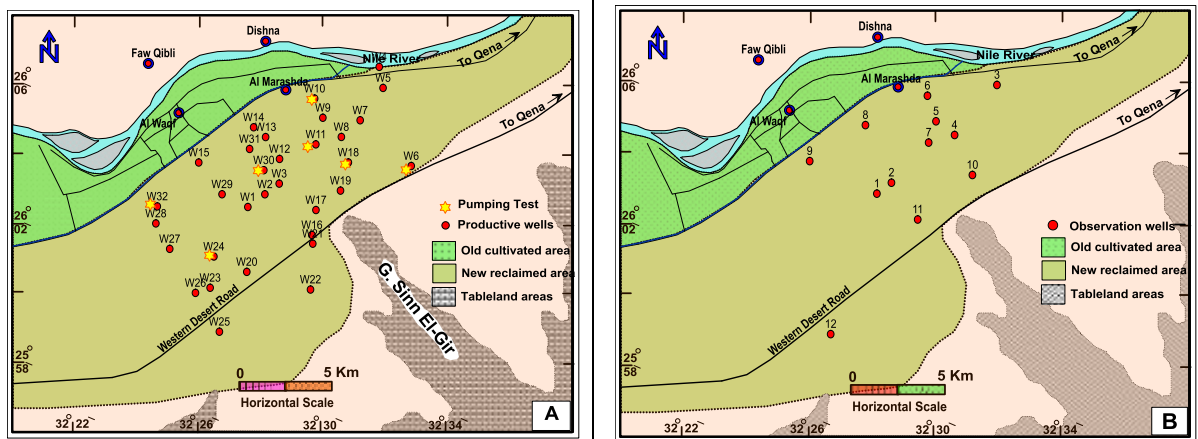 N
Dishna
Faw Qibli
Nile River
To Qena
26°
06'
Al Marashda
W5
W10
W9
W7
Al Waqf
W14
W13
W8
To Qena
W31
W11
W15
W12
W18
W6
W30
W3
W29
W2
W19
W32
W1
W17
Pumping Test
W28
W16
Productive wells
26°
02'
W27
W24
Old cultivated area
W20
New reclaimed area
W26
W23
W22
G. Sinn El-Gir
Tableland areas
W25
Western Desert Road
25°
58'
0 5 Km
Horizontal Scale
A
32°22' 32°26' 32°30' 32°34'
N
Dishna
Faw Qibli
Nile River
To Qena
26°
06'
Al Marashda
3
6
Al Waqf
5
8
4
To Qena
7
9
10
2
1
11
26°
02'
Observation wells
Old cultivated area
New reclaimed area
Tableland areas
Western Desert Road
12
25°
58'
0 5 Km
Horizontal Scale
B
32°22' 32°26' 32°30' 32°34'